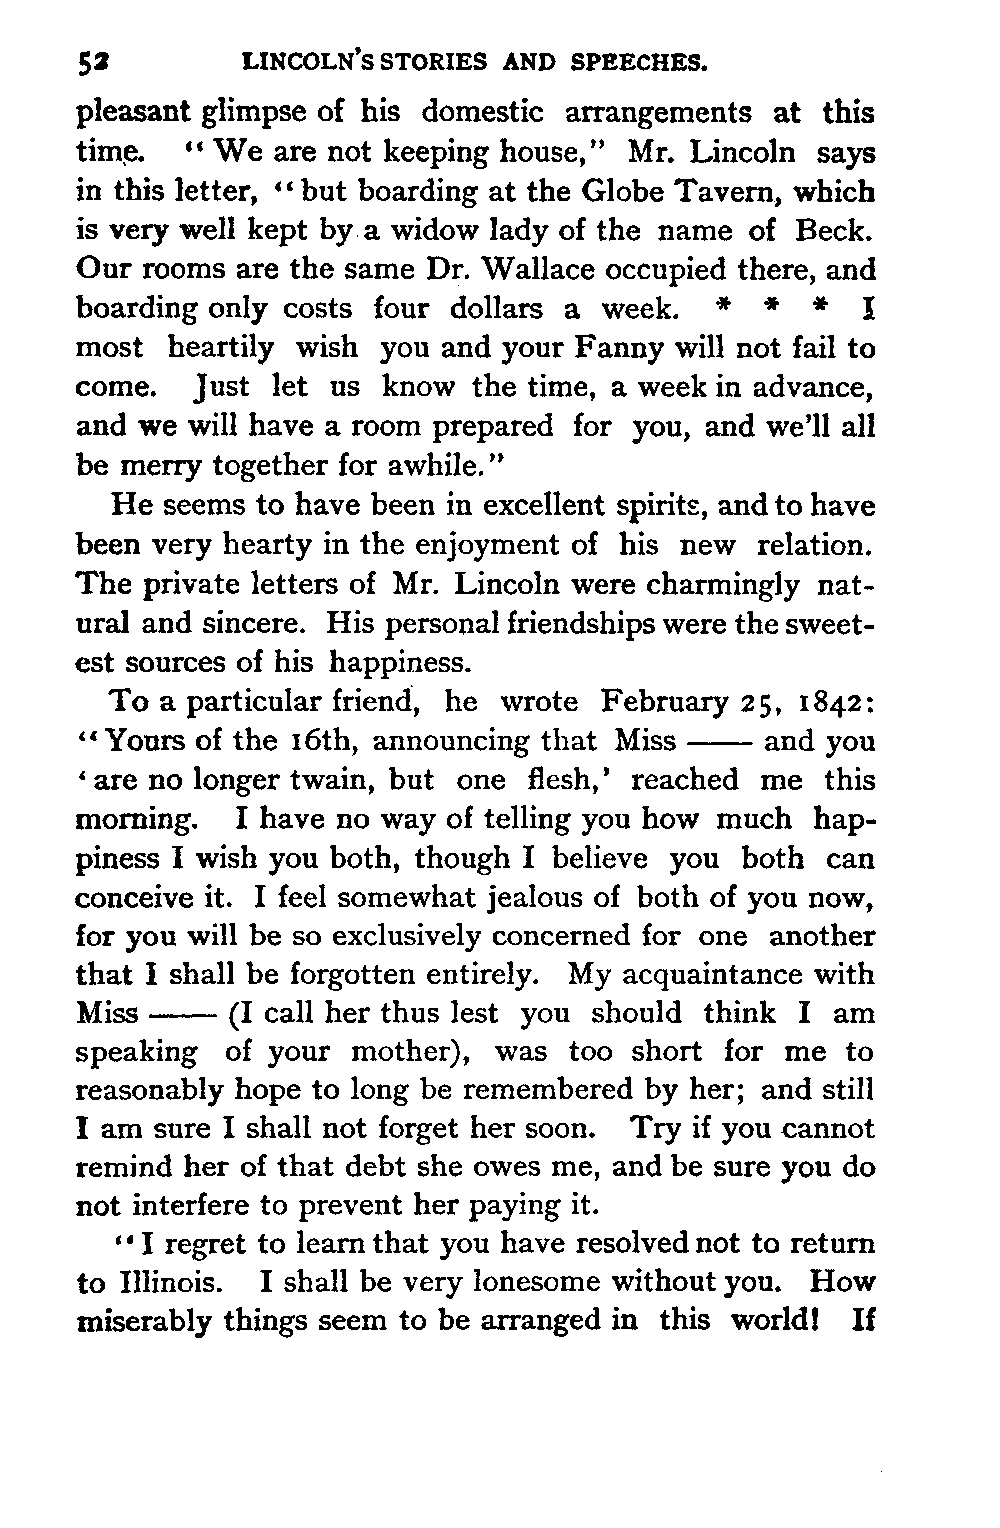 52 LINCOLN'S STORIES AND SPEECHES.
pleasant glimpse of his domestic arrangements at this
time. "We are not keeping house," Mr. Lincoln says
in this letter, "but boarding at the Globe Tavern, which
is very well kept by a widow lady of the name of Beck.
Our rooms are the same Dr. Wallace occupied there, and
boarding only costs four dollars a week. * * * I
most heartily wish you and your Fanny will not fail to
come. Just let us know the time, a week in advance,
and we will have a room prepared for you, and we'll all
be merry together for awhile."
He seems to have been in excellent spirits, and to have
been very hearty in the enjoyment of his new relation.
The private letters of Mr. Lincoln were charmingly nat-
ural and sincere. His personal friendships were the sweet-
est sources of his happiness.
To a particular friend, he wrote February 25, 1842:
"Yours of the 16th, announcing that Miss —— and you
'are no longer twain, but one flesh,' reached me this
morning. I have no way of telling you how much hap-
piness I wish you both, though I believe you both can
conceive it. I feel somewhat jealous of both of you now,
for you will be so exclusively concerned for one another
that I shall be forgotten entirely. My acquaintance with
Miss —— (I call her thus lest you should think I am
speaking of your mother), was too short for me to
reasonably hope to long be remembered by her; and still
I am sure I shall not forget her soon. Try if you cannot
remind her of that debt she owes me, and be sure you do
not interfere to prevent her paying it.
"I regret to learn that you have resolved not to return
to Illinois. I shall be very lonesome without you. How
miserably things seem to be arranged in this world! If